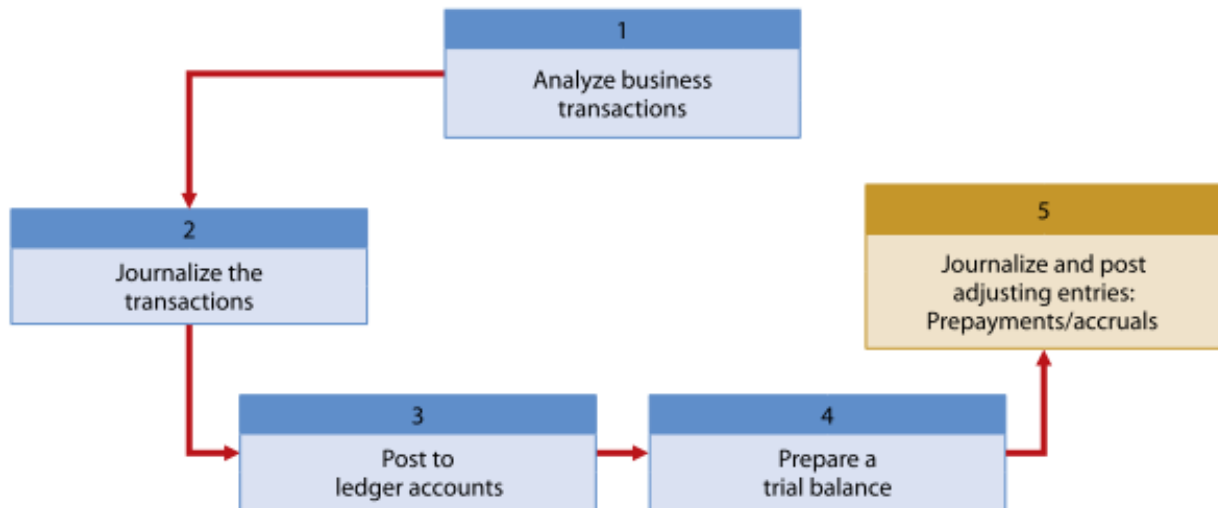 1
Analyze business
transactions
2
Journalize the
transactions
3
Post to
ledger accounts
4
Prepare a
trial balance
5
Journalize and post
adjusting entries:
Prepayments/accruals